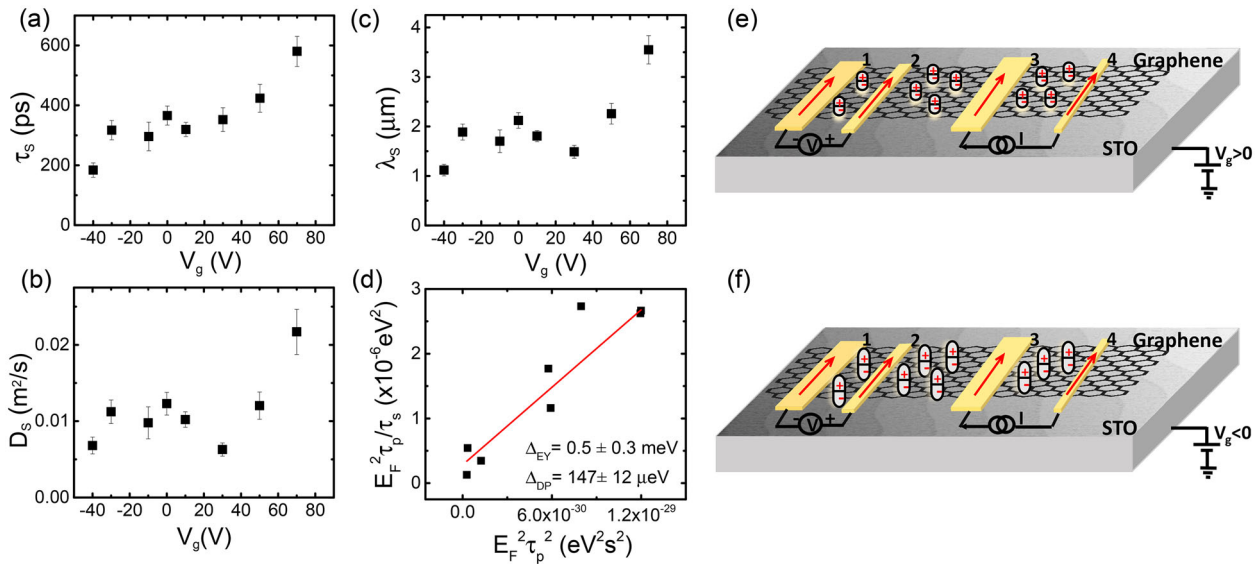 (a)
τs (ps)
600
400
200
0
-40 -20 0 20 40 60 80
Vg (V)
(b)
Ds (m²/s)
0.02
0.01
0.00
-40 -20 0 20 40 60 80
Vg(V)
(c)
λs (μm)
4
3
2
1
0
-40 -20 0 20 40 60 80
Vg (V)
(d)
EF²τp/τs (x10⁻⁶eV²)
3
2
1
0
ΔEY= 0.5 ± 0.3 meV
ΔDP= 147± 12 μeV
0.0 6.0x10⁻³⁰ 1.2x10⁻²⁹
EF²τp² (eV²s²)
(e)
1 2 3 4 Graphene
- V + I
STO
Vg>0
(f)
1 2 3 4 Graphene
- V + I
STO
Vg<0